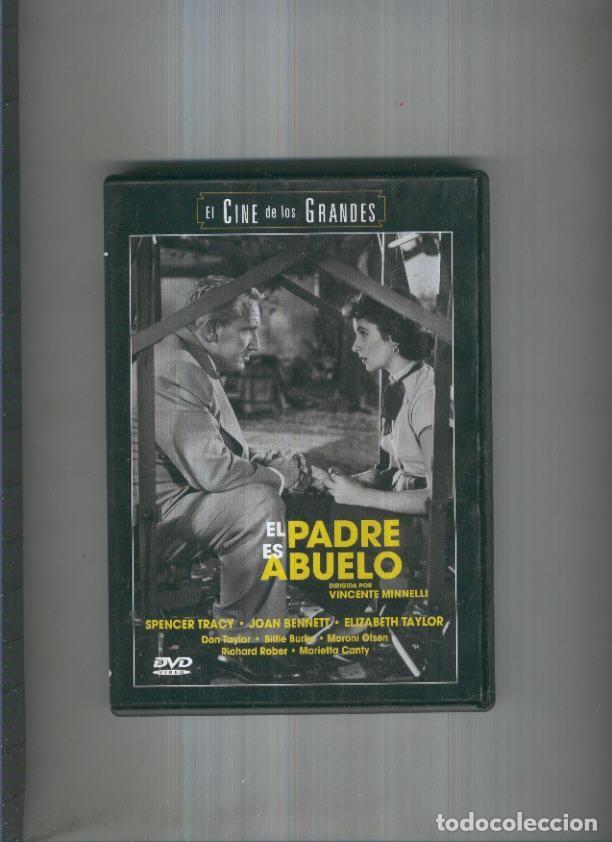 El CINE de los GRANDES
EL PADRE
ES ABUELO
DIRIGIDA POR
VINCENTE MINNELLI
SPENCER TRACY • JOAN BENNETT • ELIZABETH TAYLOR
Don Taylor • Billie Burke • Moroni Olsen
Richard Rober • Marietta Canty
DVD
VIDEO
todocoleccion